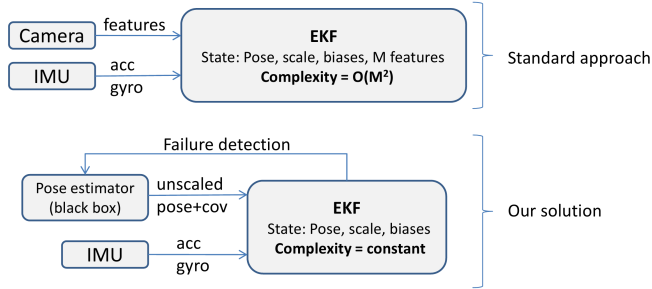 Camera
features
IMU
acc
gyro
EKF
State: Pose, scale, biases, M features
Complexity = O(M²)
Standard approach
Failure detection
Pose estimator
(black box)
unscaled
pose+cov
IMU
acc
gyro
EKF
State: Pose, scale, biases
Complexity = constant
Our solution